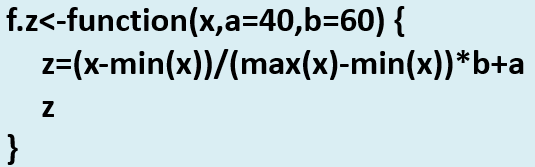 f.z<-function(x,a=40,b=60) {
z=(x-min(x))/(max(x)-min(x))*b+a
z
}